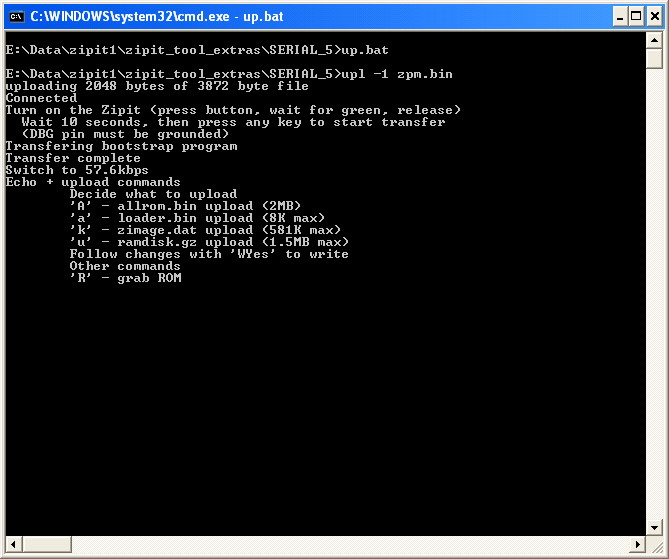 C:\WINDOWS\system32\cmd.exe - up.bat
E:\Data\zipit1\zipit_tool_extras\SERIAL_5>up.bat
E:\Data\zipit1\zipit_tool_extras\SERIAL_5>upl -1 zpm.bin
uploading 2048 bytes of 3872 byte file
Connected
Turn on the Zipit (press button, wait for green, release)
  Wait 10 seconds, then press any key to start transfer
  (DBG pin must be grounded)
Transfering bootstrap program
Transfer complete
Switch to 57.6kbps
Echo + upload commands
        Decide what to upload
        'A' - allrom.bin upload (2MB)
        'a' - loader.bin upload (8K max)
        'k' - zimage.dat upload (581K max)
        'u' - ramdisk.gz upload (1.5MB max)
        Follow changes with 'WYes' to write
        Other commands
        'R' - grab ROM